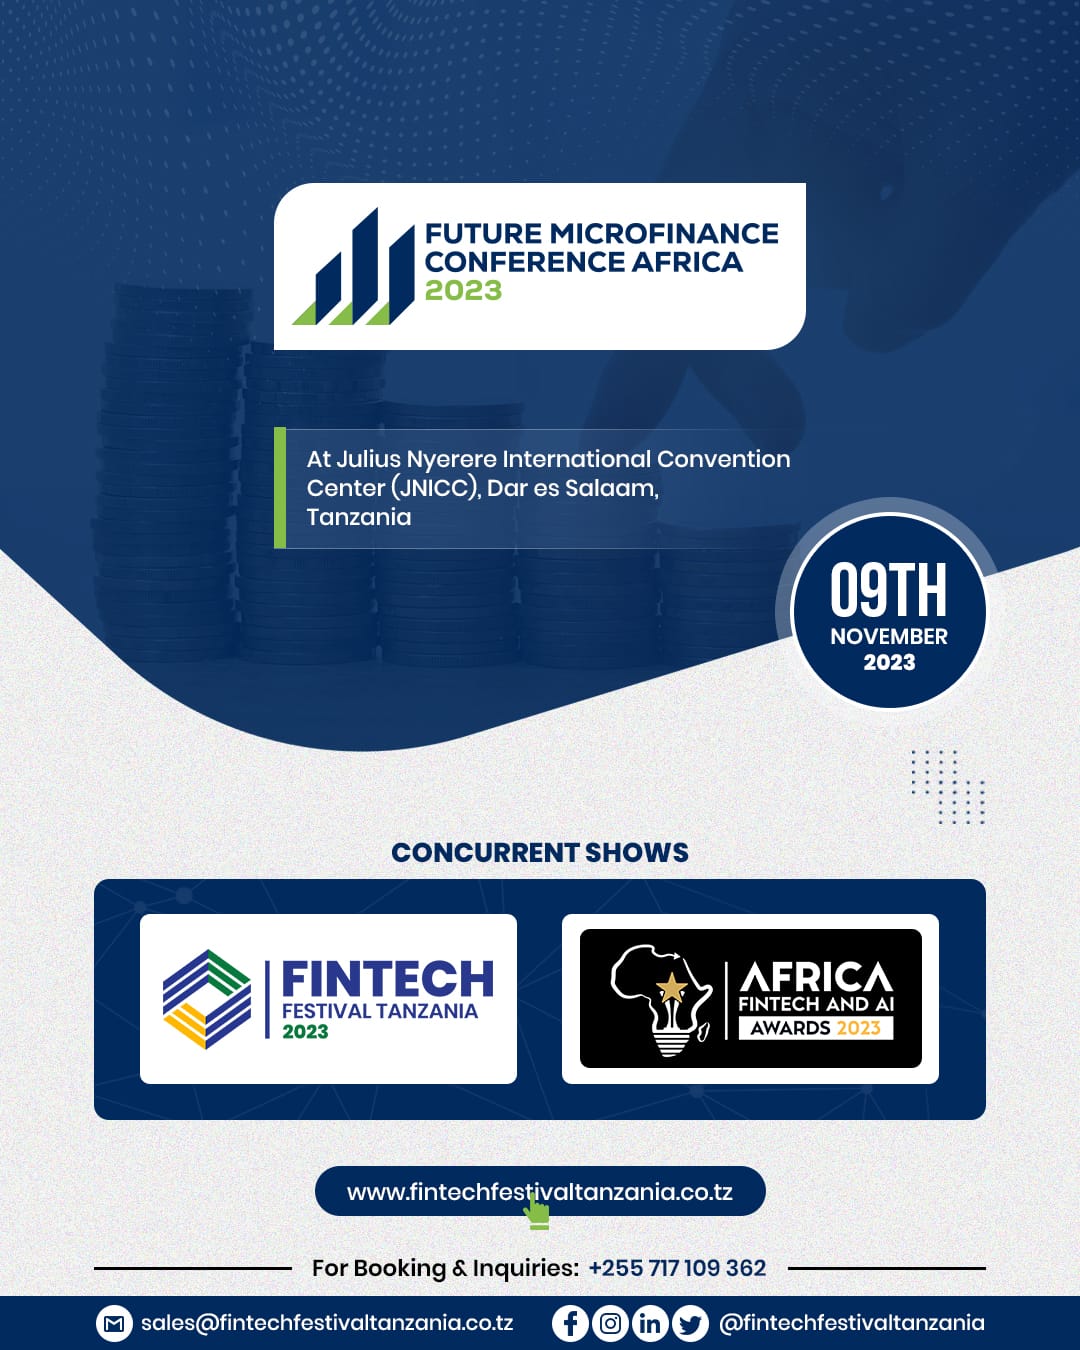 FUTURE MICROFINANCE
CONFERENCE AFRICA
2023
At Julius Nyerere International Convention
Center (JNICC), Dar es Salaam,
Tanzania
09TH
NOVEMBER
2023
CONCURRENT SHOWS
FINTECH
FESTIVAL TANZANIA
2023
AFRICA
FINTECH AND AI
AWARDS 2023
www.fintechfestivaltanzania.co.tz
For Booking & Inquiries: +255 717 109 362
sales@fintechfestivaltanzania.co.tz @fintechfestivaltanzania